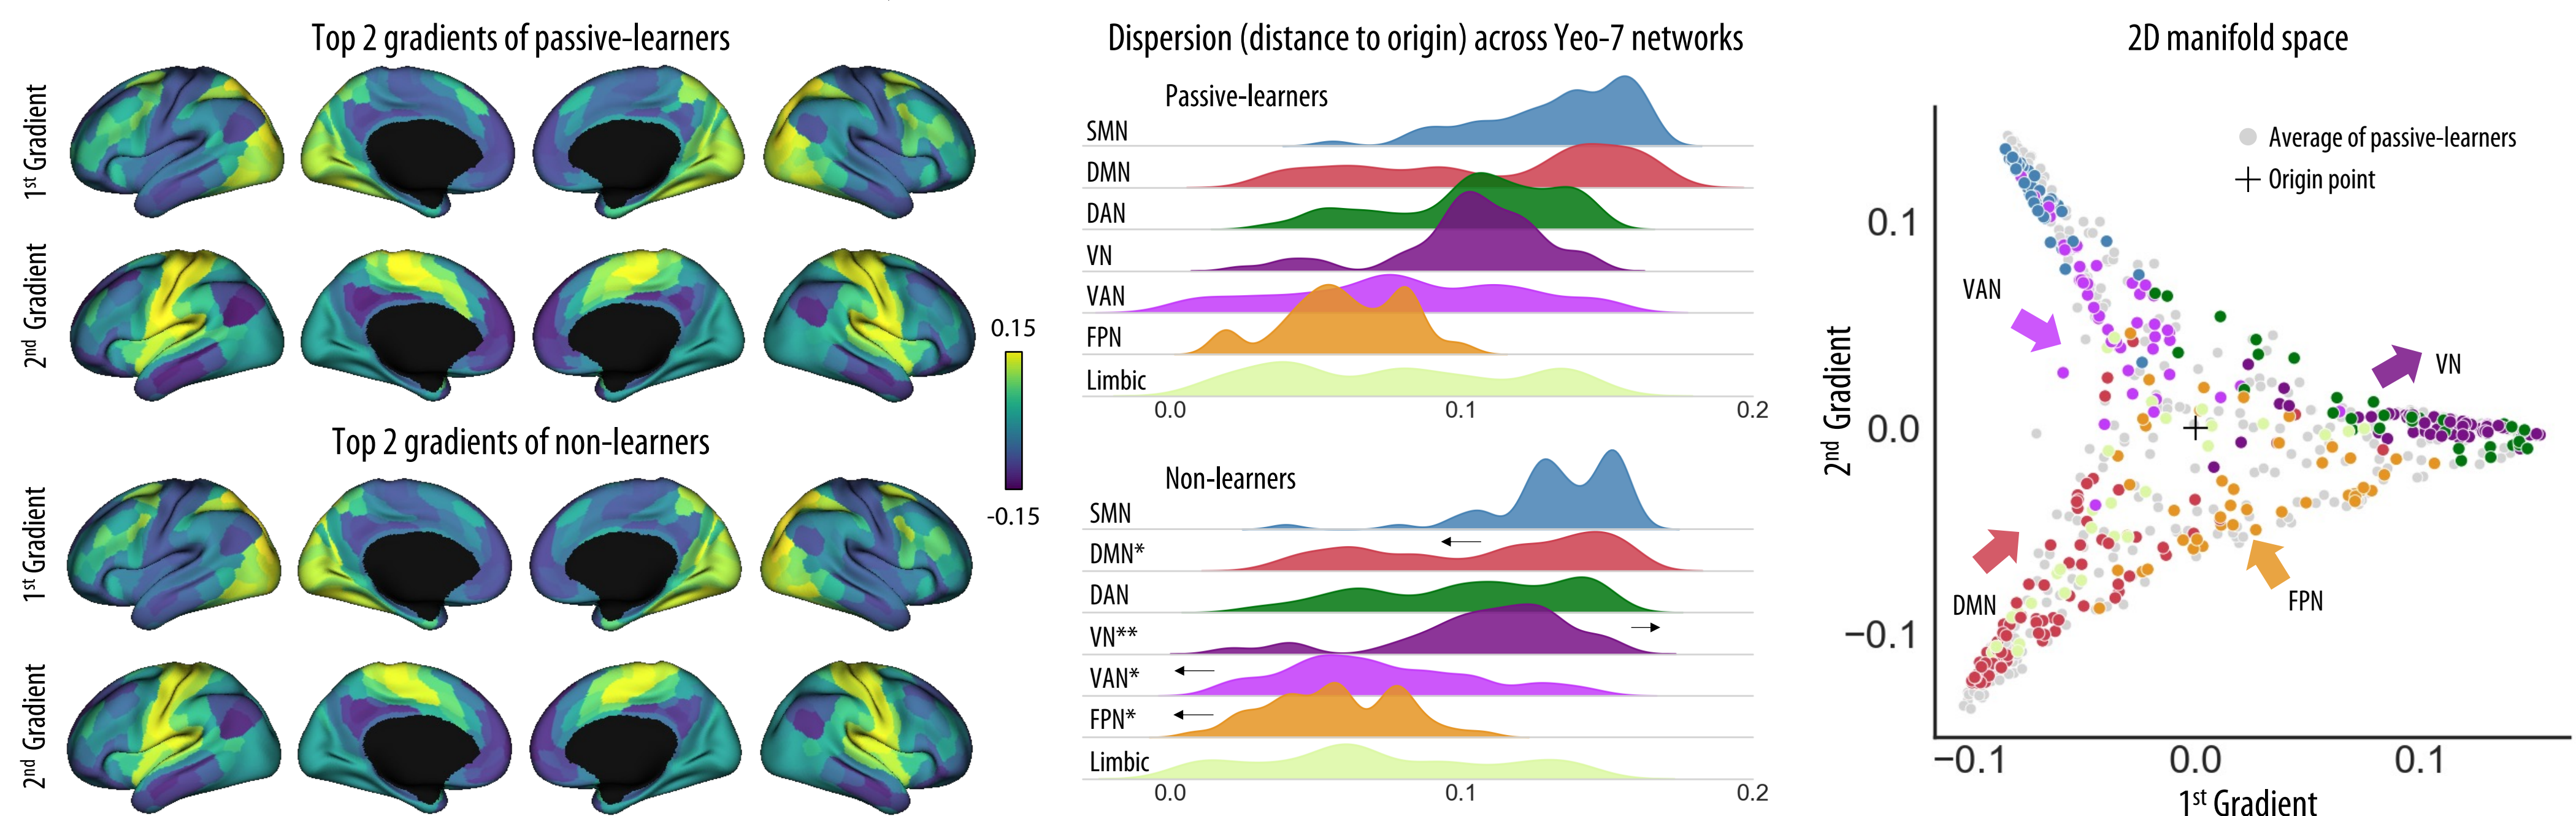 Top 2 gradients of passive-learners
1st Gradient
2nd Gradient
Top 2 gradients of non-learners
1st Gradient
2nd Gradient
0.15
-0.15
Dispersion (distance to origin) across Yeo-7 networks
Passive-learners
SMN
DMN
DAN
VN
VAN
FPN
Limbic
0.0 0.1 0.2
Non-learners
SMN
DMN*
DAN
VN**
VAN*
FPN*
Limbic
0.0 0.1 0.2
2D manifold space
Average of passive-learners
Origin point
VAN
VN
DMN
FPN
2nd Gradient
0.1
0.0
−0.1
−0.1 0.0 0.1
1st Gradient